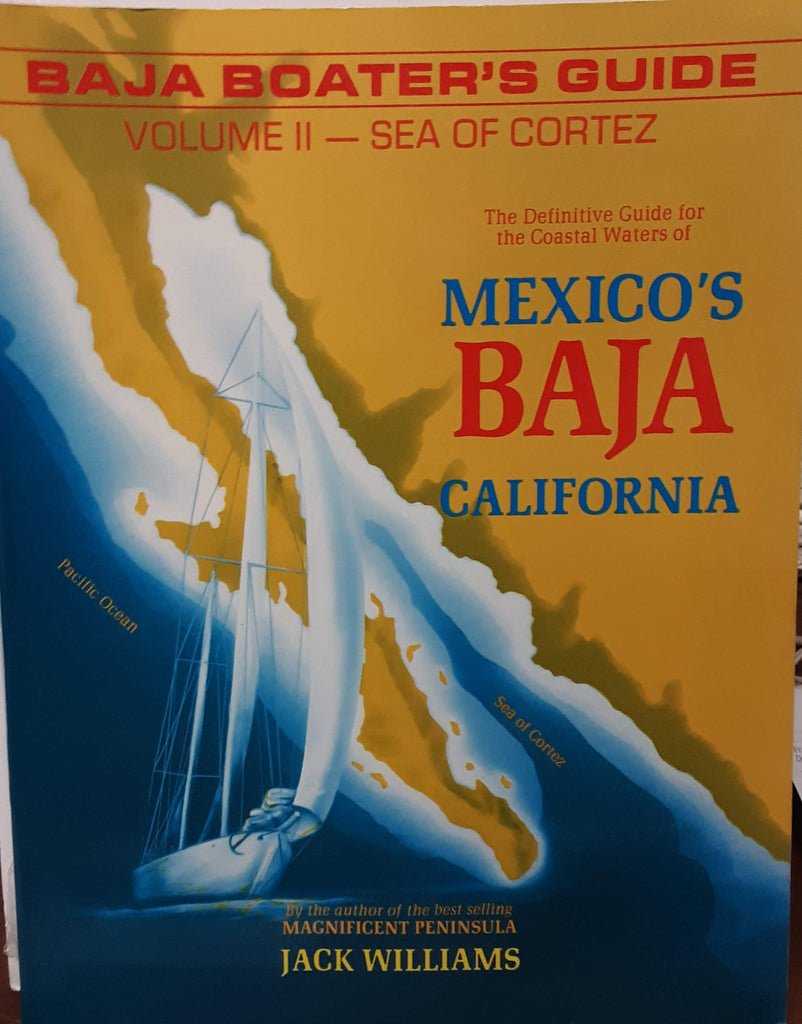 BAJA BOATER'S GUIDE
VOLUME II — SEA OF CORTEZ
The Definitive Guide for
the Coastal Waters of
MEXICO'S
BAJA
CALIFORNIA
Pacific Ocean
Sea of Cortez
By the author of the best selling
MAGNIFICENT PENINSULA
JACK WILLIAMS